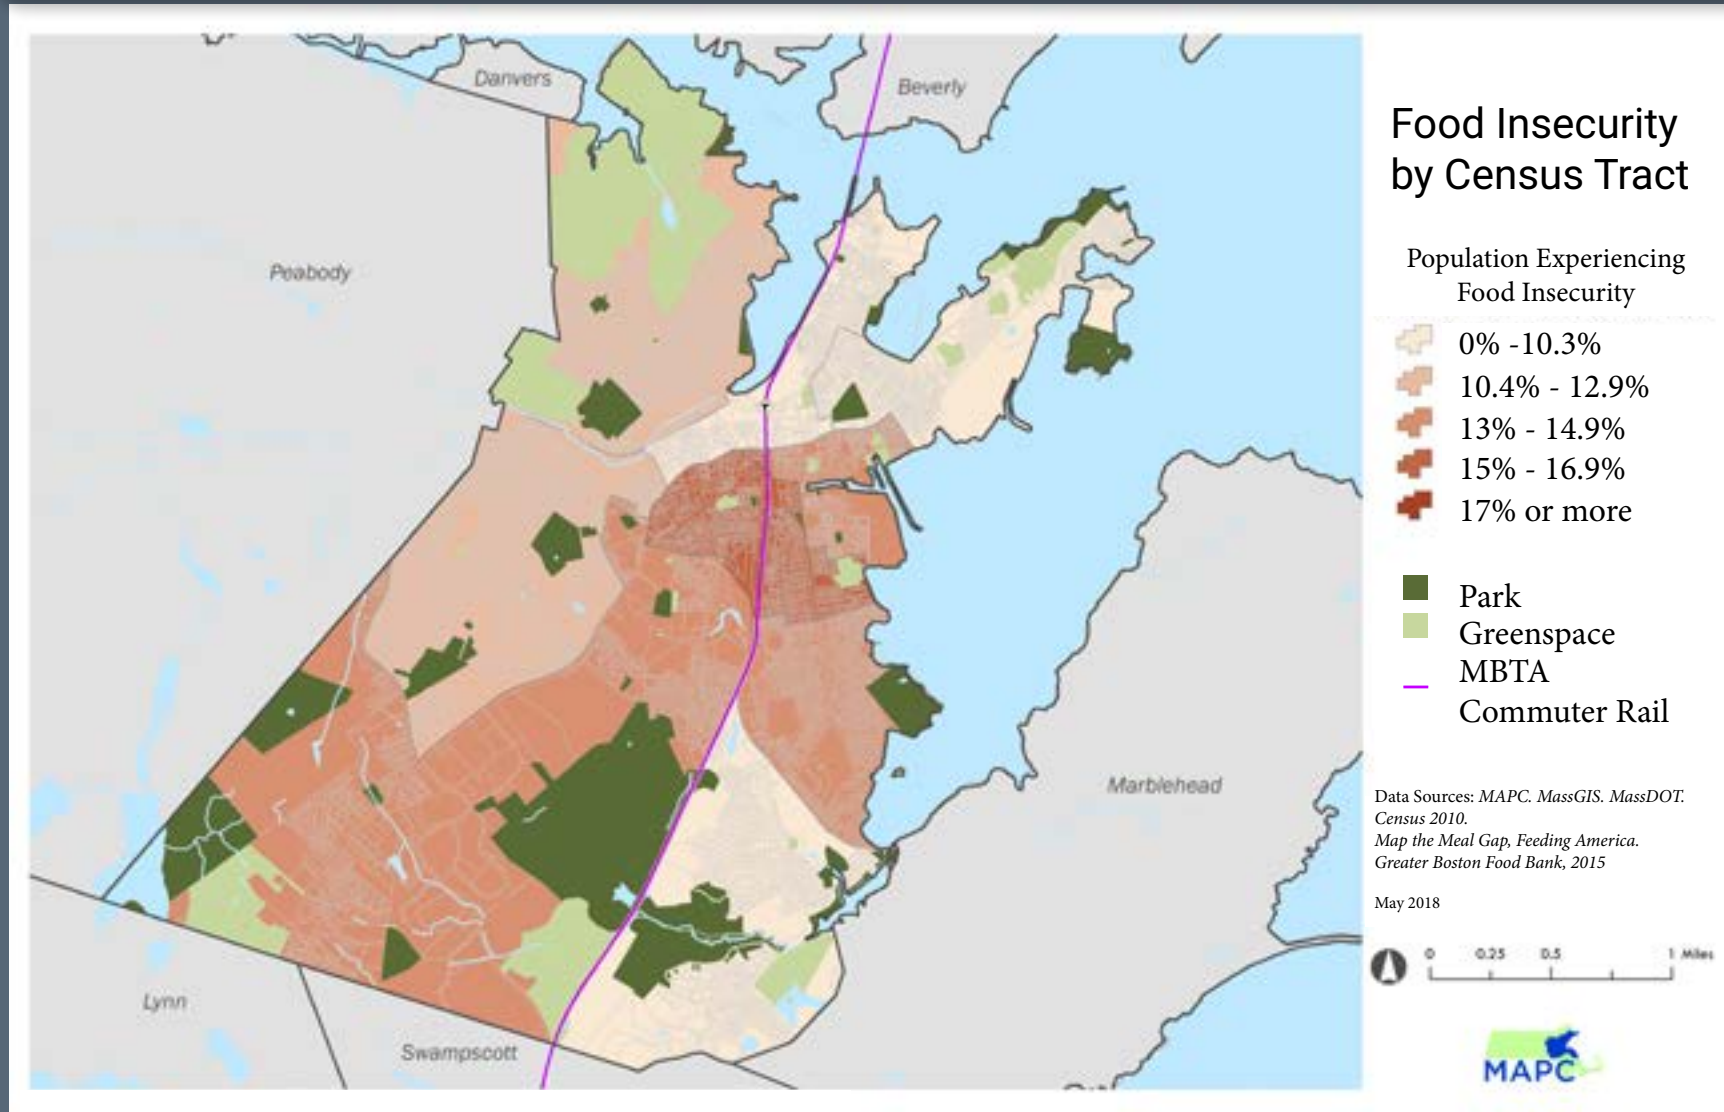 Danvers
Beverly
Peabody
Marblehead
Lynn
Swampscott
Food Insecurity
by Census Tract
Population Experiencing
Food Insecurity
0% -10.3%
10.4% - 12.9%
13% - 14.9%
15% - 16.9%
17% or more
Park
Greenspace
MBTA
Commuter Rail
Data Sources: MAPC. MassGIS. MassDOT.
Census 2010.
Map the Meal Gap, Feeding America.
Greater Boston Food Bank, 2015
May 2018
0 0.25 0.5 1 Miles
MAPC